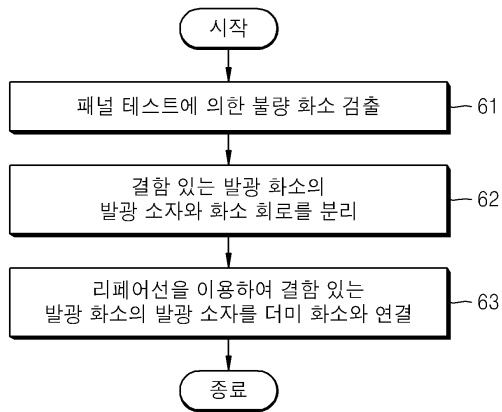 시작
패널 테스트에 의한 불량 화소 검출
61
결함 있는 발광 화소의
발광 소자와 화소 회로를 분리
62
리페어선을 이용하여 결함 있는
발광 화소의 발광 소자를 더미 화소와 연결
63
종료